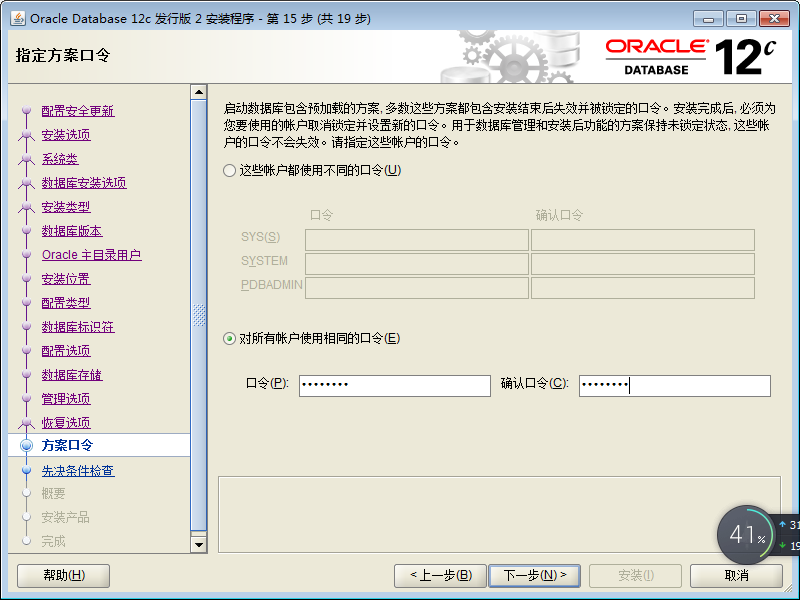 Oracle Database 12c 发行版 2 安装程序 - 第 15 步 (共 19 步)
指定方案口令
ORACLE®
DATABASE
12c
配置安全更新
安装选项
系统类
数据库安装选项
安装类型
数据库版本
Oracle 主目录用户
安装位置
配置类型
数据库标识符
配置选项
数据库存储
管理选项
恢复选项
方案口令
先决条件检查
概要
安装产品
完成
启动数据库包含预加载的方案, 多数这些方案都包含安装结束后失效并被锁定的口令。安装完成后, 必须为
您要使用的帐户取消锁定并设置新的口令。用于数据库管理和安装后功能的方案保持未锁定状态, 这些帐
户的口令不会失效。请指定这些帐户的口令。
这些帐户都使用不同的口令(U)
口令 确认口令
SYS(S)
SYSTEM
PDBADMIN
对所有帐户使用相同的口令(E)
口令(P): •••••••• 确认口令(C): ••••••••
41%
31
19
帮助(H) < 上一步(B) 下一步(N) > 安装(I) 取消